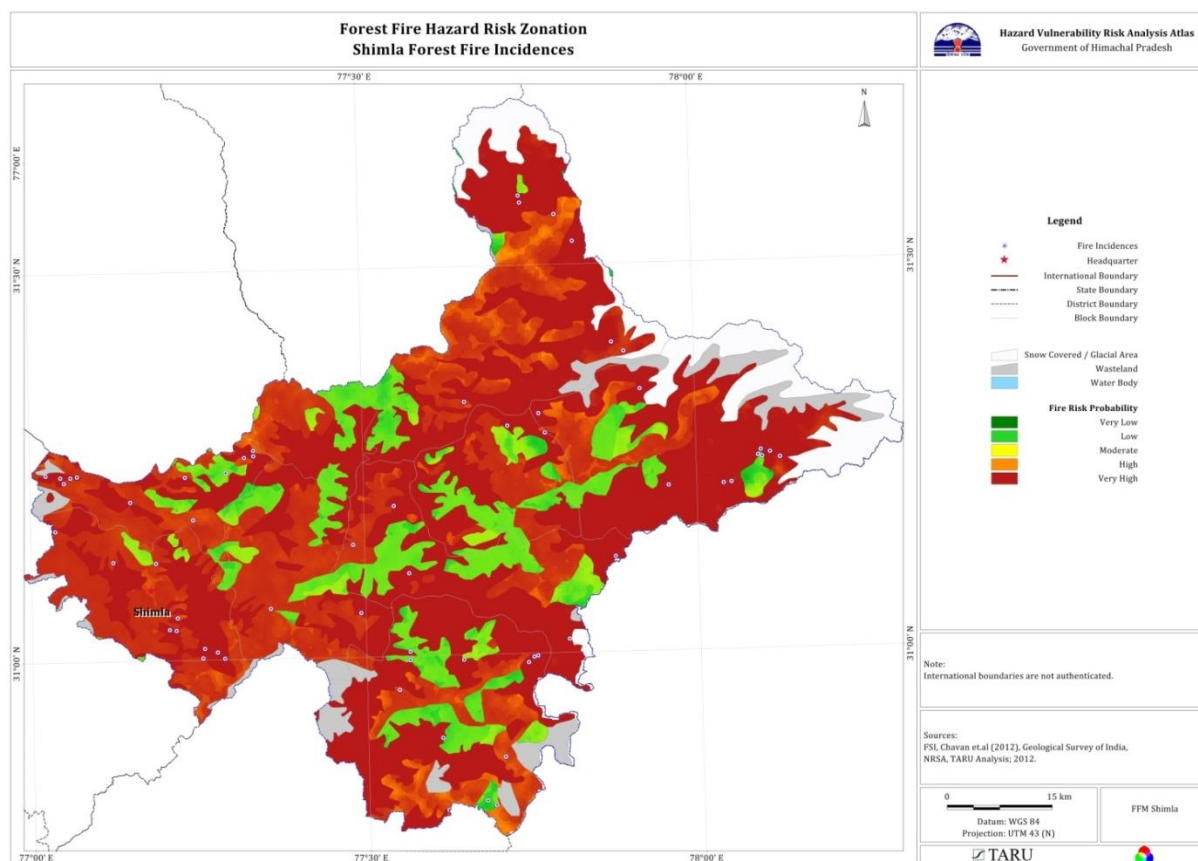 Forest Fire Hazard Risk Zonation
Shimla Forest Fire Incidences
Hazard Vulnerability Risk Analysis Atlas
Government of Himachal Pradesh
77°30' E
78°00' E
N
77°00' E
31°30' N
31°30' N
Shimla
31°00' N
31°00' N
77°00' E
77°30' E
78°00' E
Legend
Fire Incidences
Headquarter
International Boundary
State Boundary
District Boundary
Block Boundary
Snow Covered / Glacial Area
Wasteland
Water Body
Fire Risk Probability
Very Low
Low
Moderate
High
Very High
Note:
International boundaries are not authenticated.
Sources:
FSI, Chavan et.al (2012), Geological Survey of India,
NRSA, TARU Analysis; 2012.
0 15 km
Datum: WGS 84
Projection: UTM 43 (N)
FFM Shimla
TARU